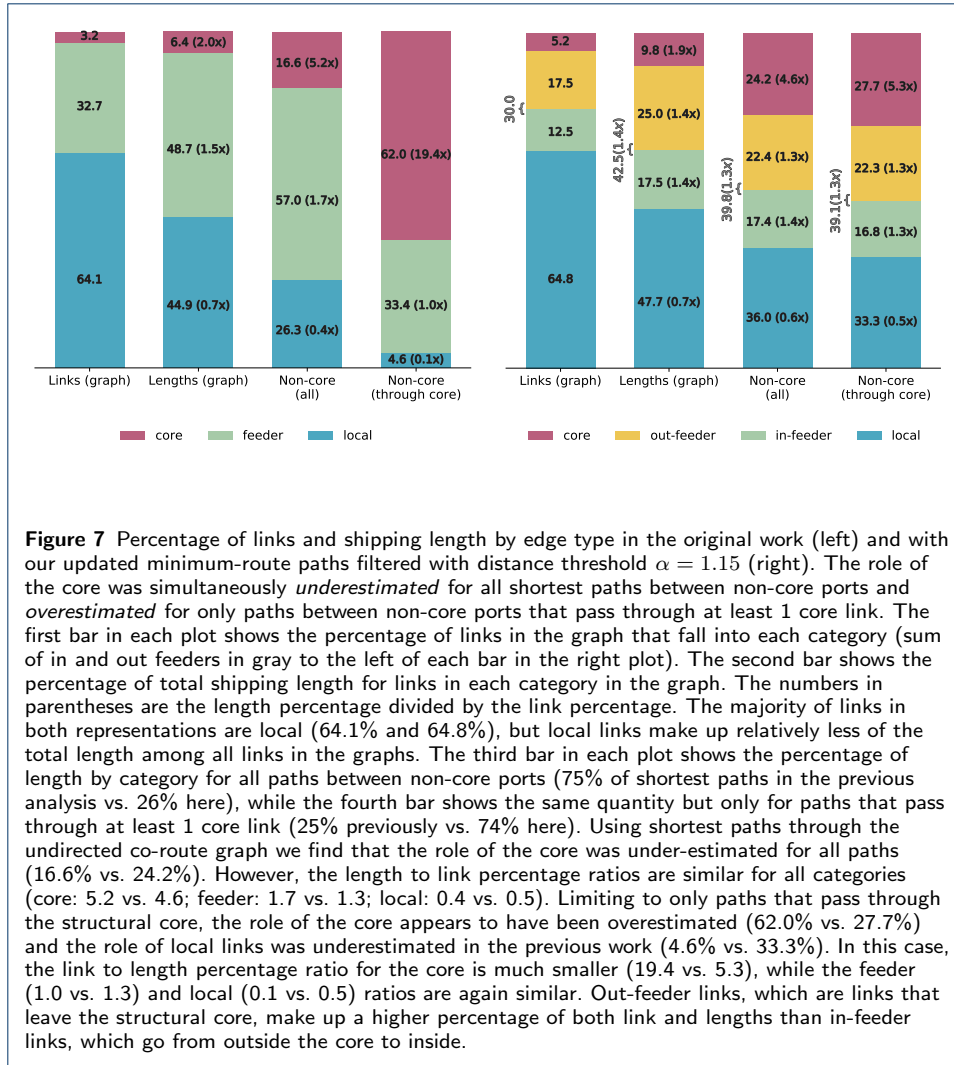 3.2
32.7
64.1
6.4 (2.0x)
48.7 (1.5x)
44.9 (0.7x)
16.6 (5.2x)
57.0 (1.7x)
26.3 (0.4x)
62.0 (19.4x)
33.4 (1.0x)
4.6 (0.1x)
Links (graph)
Lengths (graph)
Non-core
(all)
Non-core
(through core)
core
feeder
local
5.2
17.5
30.0
12.5
64.8
9.8 (1.9x)
25.0 (1.4x)
42.5(1.4x)
17.5 (1.4x)
47.7 (0.7x)
24.2 (4.6x)
22.4 (1.3x)
39.8(1.3x)
17.4 (1.4x)
36.0 (0.6x)
27.7 (5.3x)
22.3 (1.3x)
39.1(1.3x)
16.8 (1.3x)
33.3 (0.5x)
Links (graph)
Lengths (graph)
Non-core
(all)
Non-core
(through core)
core
out-feeder
in-feeder
local
Figure 7 Percentage of links and shipping length by edge type in the original work (left) and with
our updated minimum-route paths filtered with distance threshold α = 1.15 (right). The role of
the core was simultaneously underestimated for all shortest paths between non-core ports and
overestimated for only paths between non-core ports that pass through at least 1 core link. The
first bar in each plot shows the percentage of links in the graph that fall into each category (sum
of in and out feeders in gray to the left of each bar in the right plot). The second bar shows the
percentage of total shipping length for links in each category in the graph. The numbers in
parentheses are the length percentage divided by the link percentage. The majority of links in
both representations are local (64.1% and 64.8%), but local links make up relatively less of the
total length among all links in the graphs. The third bar in each plot shows the percentage of
length by category for all paths between non-core ports (75% of shortest paths in the previous
analysis vs. 26% here), while the fourth bar shows the same quantity but only for paths that pass
through at least 1 core link (25% previously vs. 74% here). Using shortest paths through the
undirected co-route graph we find that the role of the core was under-estimated for all paths
(16.6% vs. 24.2%). However, the length to link percentage ratios are similar for all categories
(core: 5.2 vs. 4.6; feeder: 1.7 vs. 1.3; local: 0.4 vs. 0.5). Limiting to only paths that pass through
the structural core, the role of the core appears to have been overestimated (62.0% vs. 27.7%)
and the role of local links was underestimated in the previous work (4.6% vs. 33.3%). In this case,
the link to length percentage ratio for the core is much smaller (19.4 vs. 5.3), while the feeder
(1.0 vs. 1.3) and local (0.1 vs. 0.5) ratios are again similar. Out-feeder links, which are links that
leave the structural core, make up a higher percentage of both link and lengths than in-feeder
links, which go from outside the core to inside.